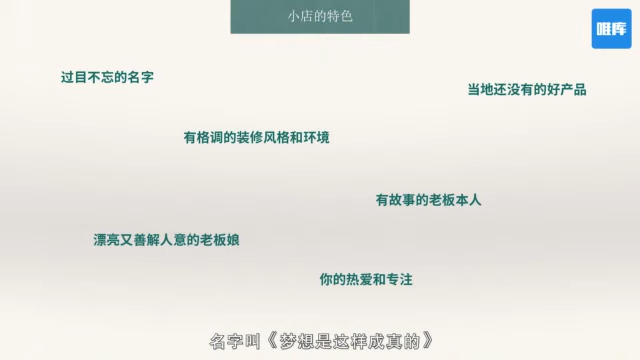 小店的特色
唯库
过目不忘的名字
当地还没有的好产品
有格调的装修风格和环境
有故事的老板本人
漂亮又善解人意的老板娘
你的热爱和专注
名字叫《梦想是这样成真的》